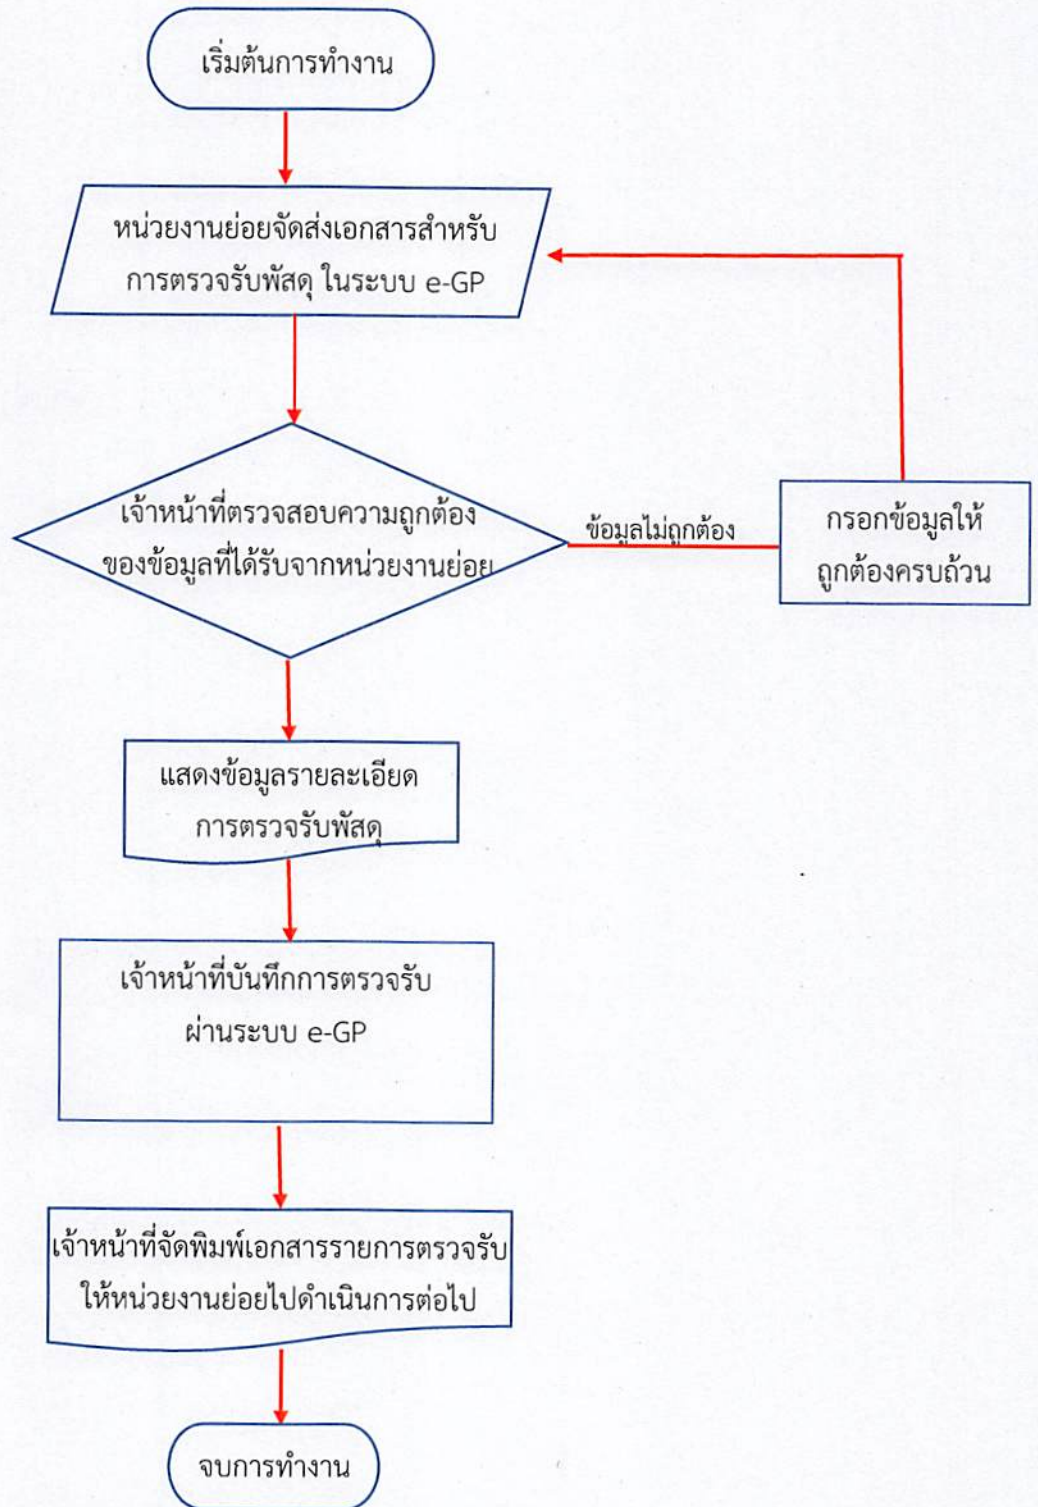 เริ่มต้นการทำงาน
หน่วยงานย่อยจัดส่งเอกสารสำหรับ
การตรวจรับพัสดุ ในระบบ e-GP
เจ้าหน้าที่ตรวจสอบความถูกต้อง
ของข้อมูลที่ได้รับจากหน่วยงานย่อย
ข้อมูลไม่ถูกต้อง
กรอกข้อมูลให้
ถูกต้องครบถ้วน
แสดงข้อมูลรายละเอียด
การตรวจรับพัสดุ
เจ้าหน้าที่บันทึกการตรวจรับ
ผ่านระบบ e-GP
เจ้าหน้าที่จัดพิมพ์เอกสารรายการตรวจรับ
ให้หน่วยงานย่อยไปดำเนินการต่อไป
จบการทำงาน